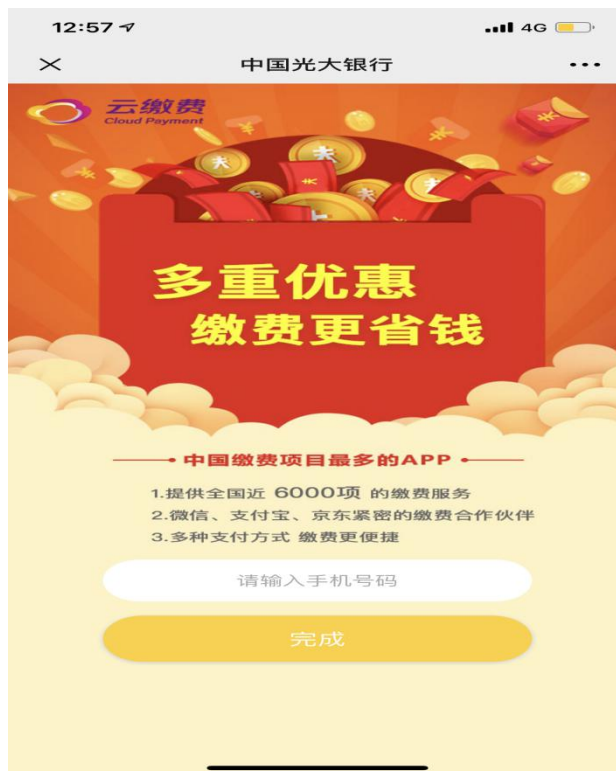 12:57
4G
中国光大银行
云缴费
Cloud Payment
多重优惠
缴费更省钱
中国缴费项目最多的APP
1.提供全国近 6000项 的缴费服务
2.微信、支付宝、京东紧密的缴费合作伙伴
3.多种支付方式 缴费更便捷
请输入手机号码
完成